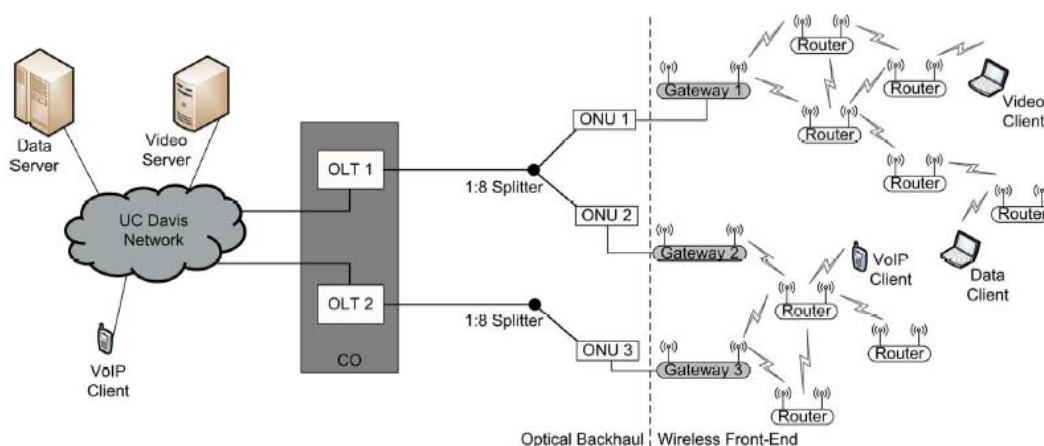 Data
Server
Video
Server
UC Davis
Network
VoIP
Client
OLT 1
OLT 2
CO
1:8 Splitter
1:8 Splitter
ONU 1
ONU 2
ONU 3
Optical Backhaul
Gateway 1
Gateway 2
Gateway 3
Router
Router
Router
Video
Client
Router
Router
Data
Client
VoIP
Client
Router
Router
Router
Wireless Front-End